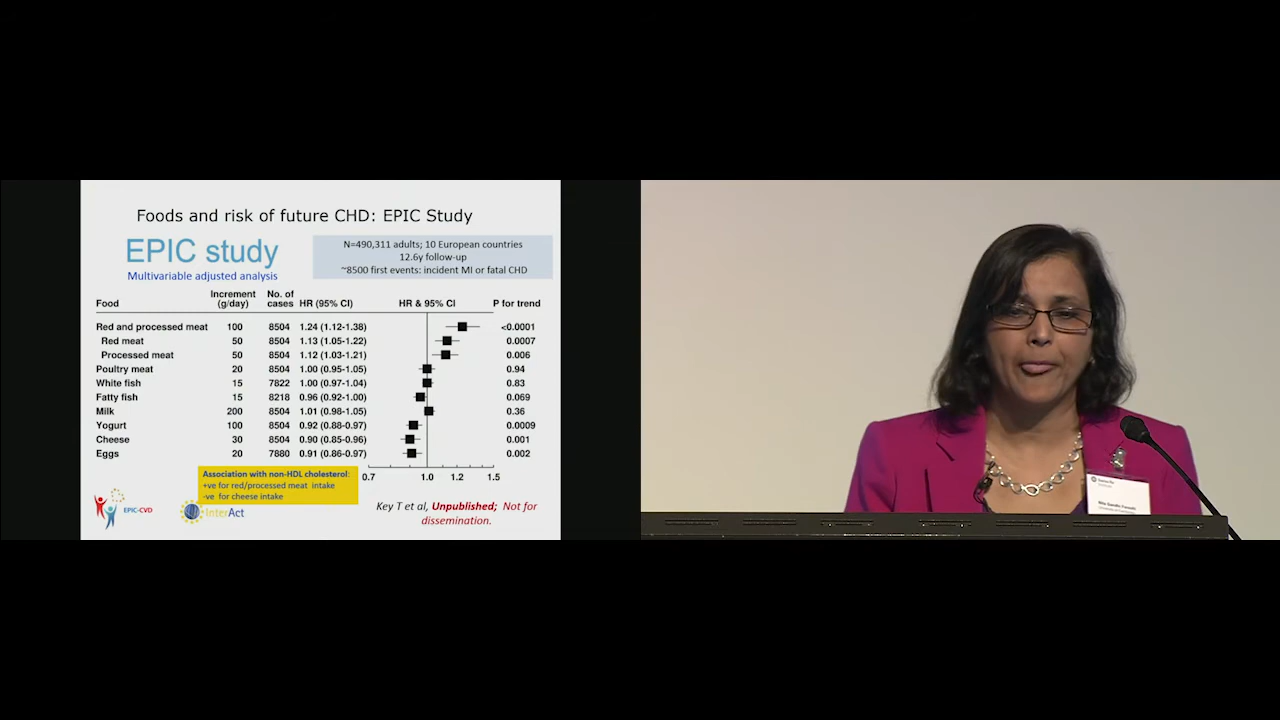 Foods and risk of future CHD: EPIC Study
EPIC study
Multivariable adjusted analysis
N=490,311 adults; 10 European countries
12.6y follow-up
~8500 first events: incident MI or fatal CHD
Food Increment (g/day) No. of cases HR (95% CI) HR & 95% CI P for trend
Red and processed meat 100 8504 1.24 (1.12-1.38) <0.0001
Red meat 50 8504 1.13 (1.05-1.22) 0.0007
Processed meat 50 8504 1.12 (1.03-1.21) 0.006
Poultry meat 20 8504 1.00 (0.95-1.05) 0.94
White fish 15 7822 1.00 (0.97-1.04) 0.83
Fatty fish 15 8218 0.96 (0.92-1.00) 0.069
Milk 200 8504 1.01 (0.98-1.05) 0.36
Yogurt 100 8504 0.92 (0.88-0.97) 0.0009
Cheese 30 8504 0.90 (0.85-0.96) 0.001
Eggs 20 7880 0.91 (0.86-0.97) 0.002
0.7 1.0 1.2 1.5
Association with non-HDL cholesterol:
+ve for red/processed meat intake
-ve for cheese intake
EPIC-CVD
InterAct
Key T et al, Unpublished; Not for
dissemination.